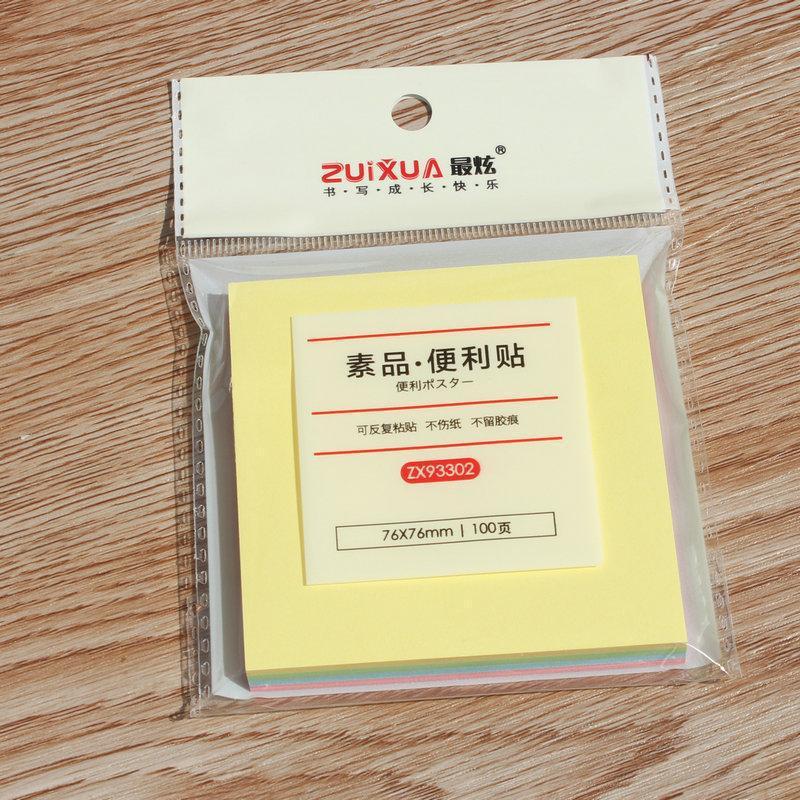 ZUIXUA 最炫®
书·写·成·长·快·乐
素品·便利贴
便利ポスター
可反复粘贴 不伤纸 不留胶痕
ZX93302
76X76mm | 100页